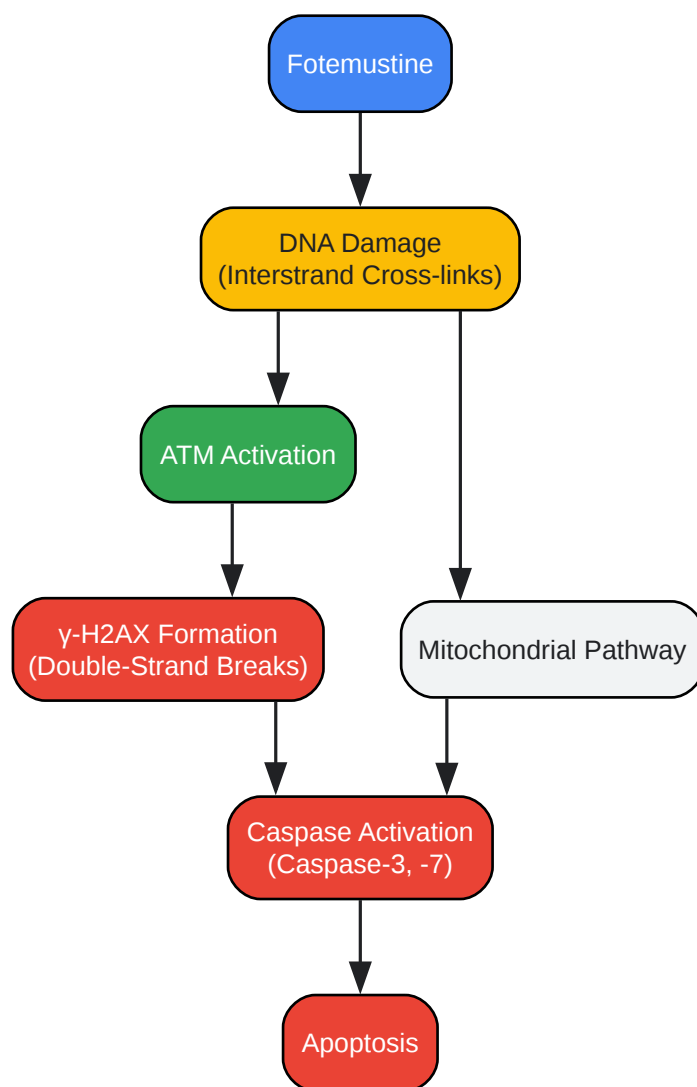 Fotemustine
DNA Damage
(Interstrand Cross-links)
ATM Activation
γ-H2AX Formation
(Double-Strand Breaks)
Mitochondrial Pathway
Caspase Activation
(Caspase-3, -7)
Apoptosis